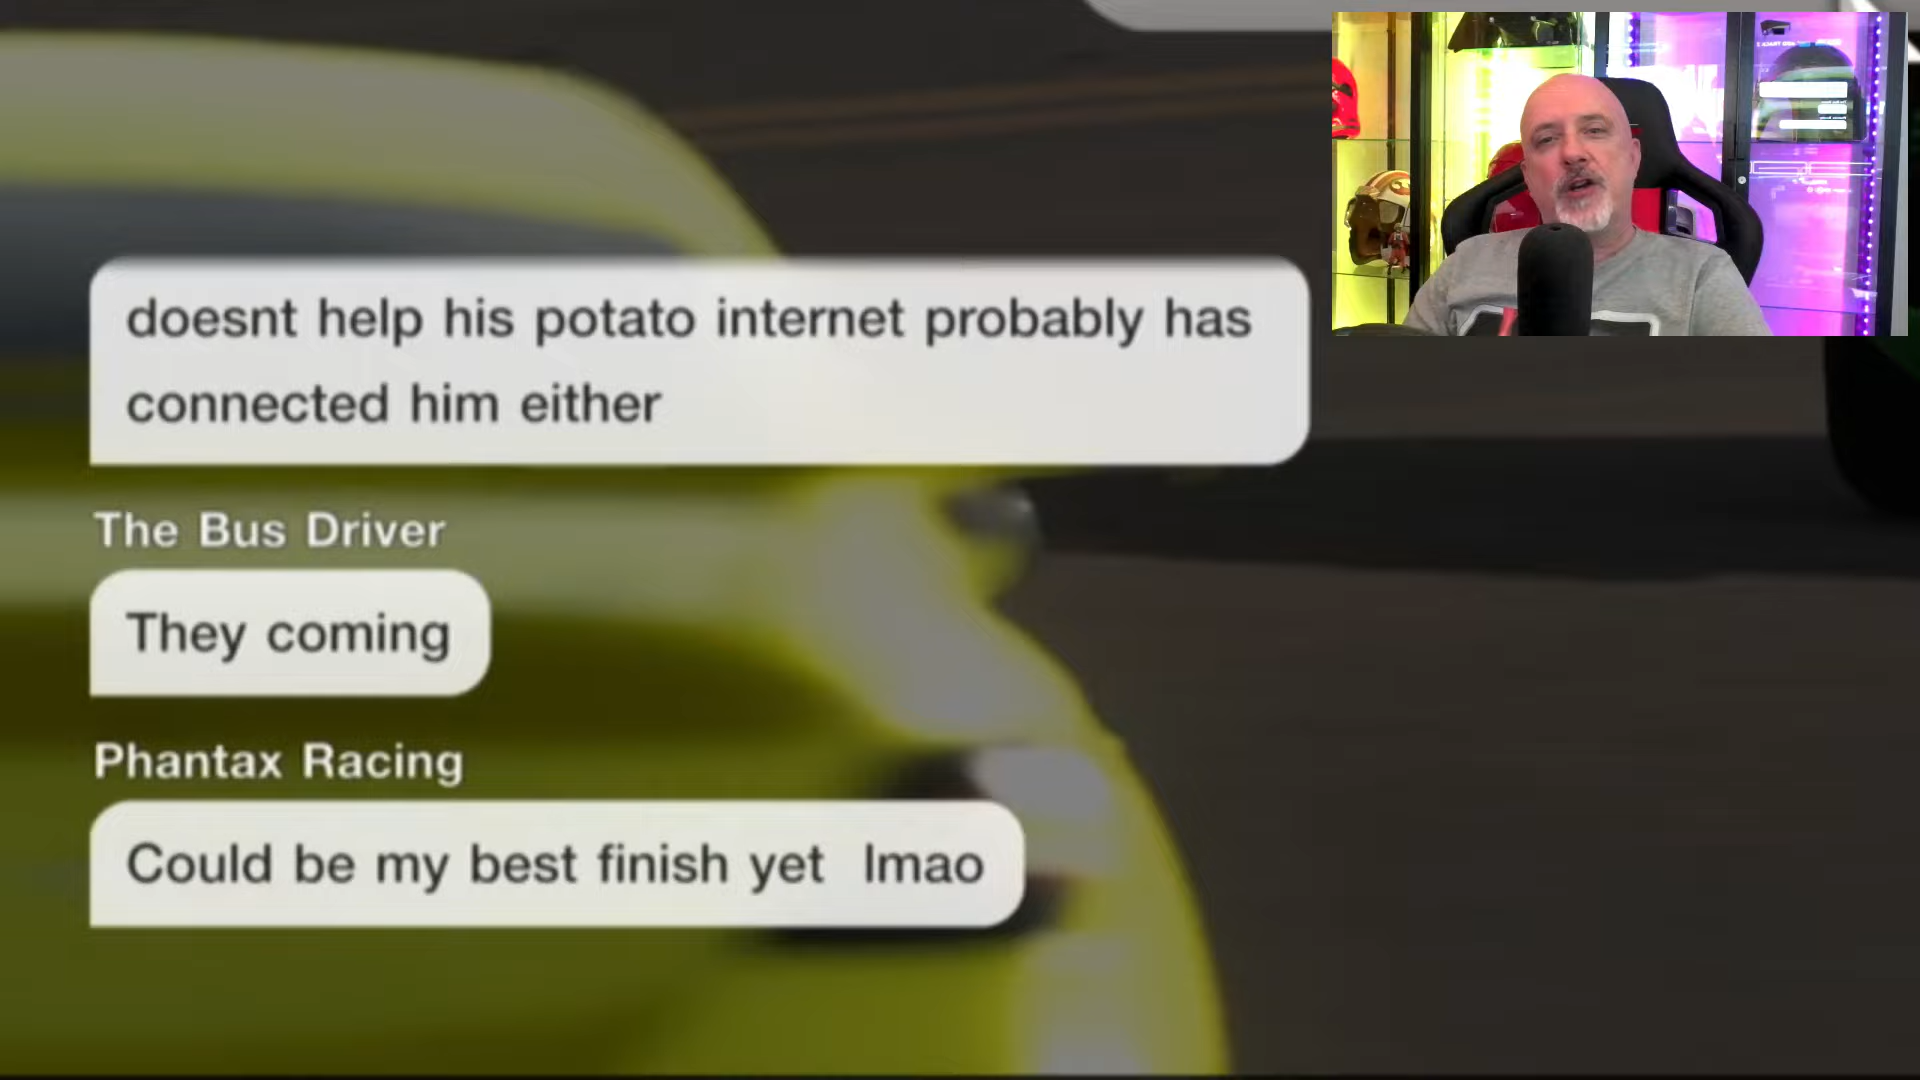 doesnt help his potato internet probably has
connected him either
The Bus Driver
They coming
Phantax Racing
Could be my best finish yet  lmao